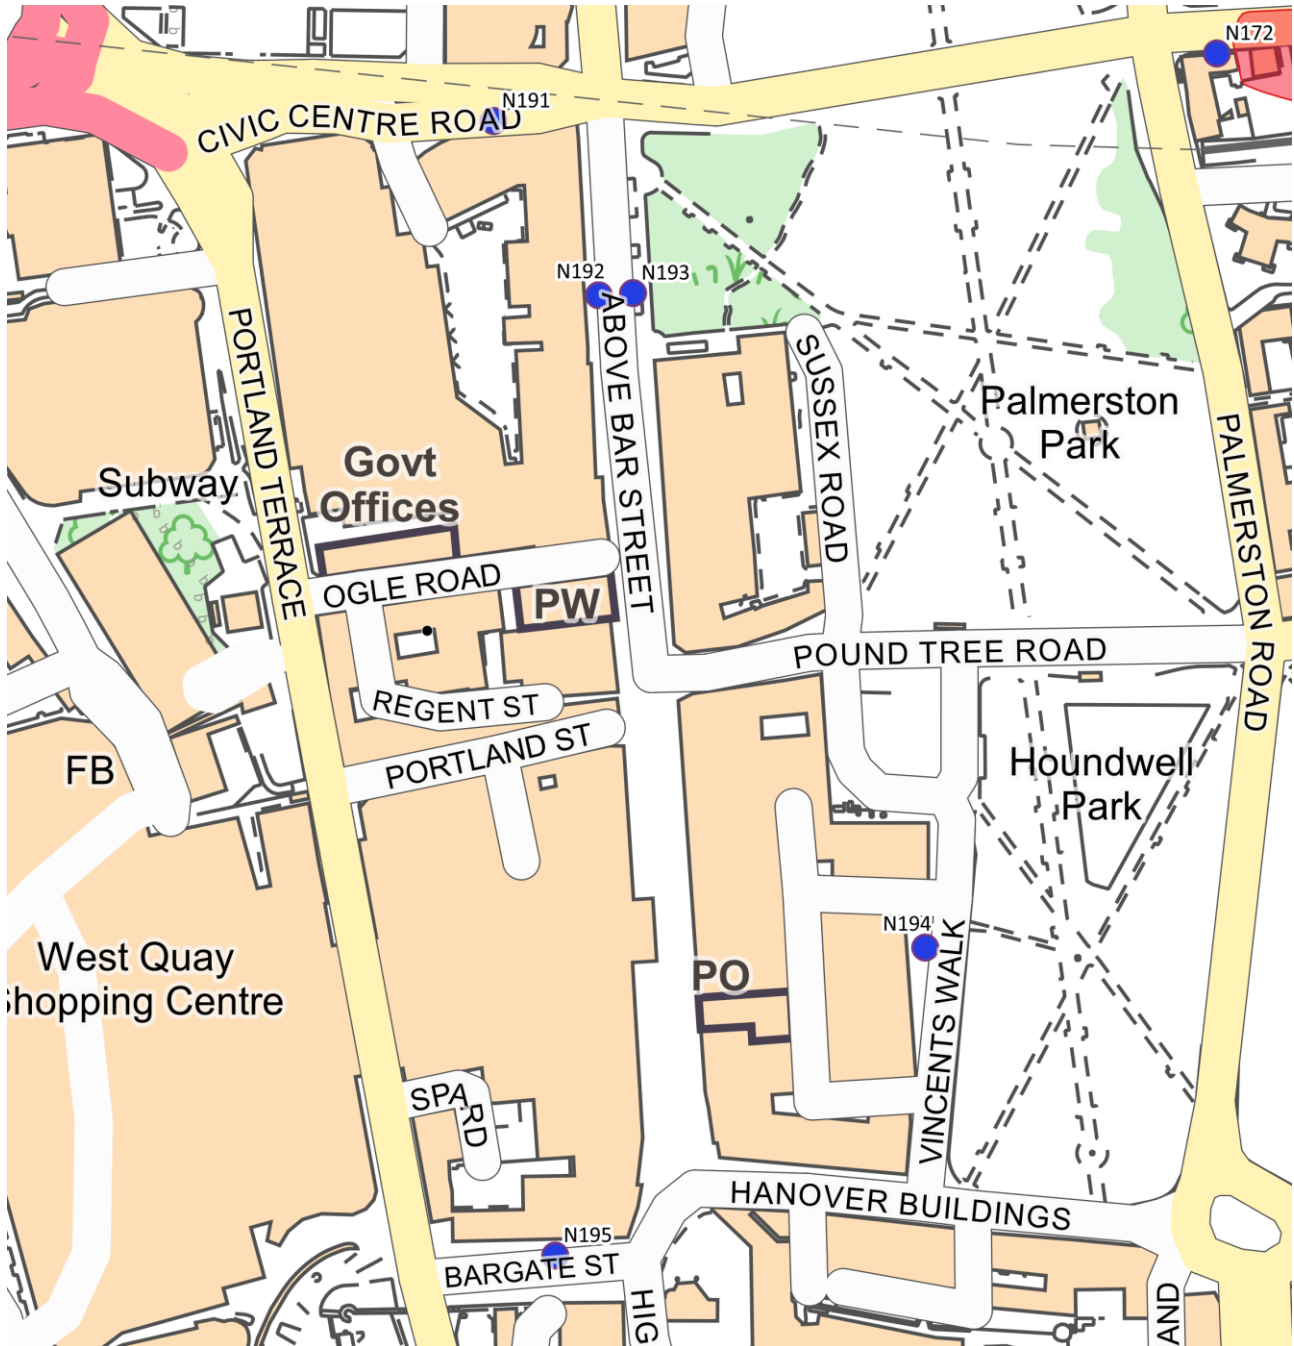 N172
N191
CIVIC CENTRE ROAD
N192
N193
ABOVE BAR STREET
SUSSEX ROAD
PORTLAND TERRACE
Palmerston
Park
PALMERSTON ROAD
Subway
Govt
Offices
OGLE ROAD
PW
POUND TREE ROAD
REGENT ST
PORTLAND ST
FB
Houndwell
Park
N194
VINCENTS WALK
West Quay
Shopping Centre
PO
SPA RD
HANOVER BUILDINGS
N195
BARGATE ST
HIG
AND